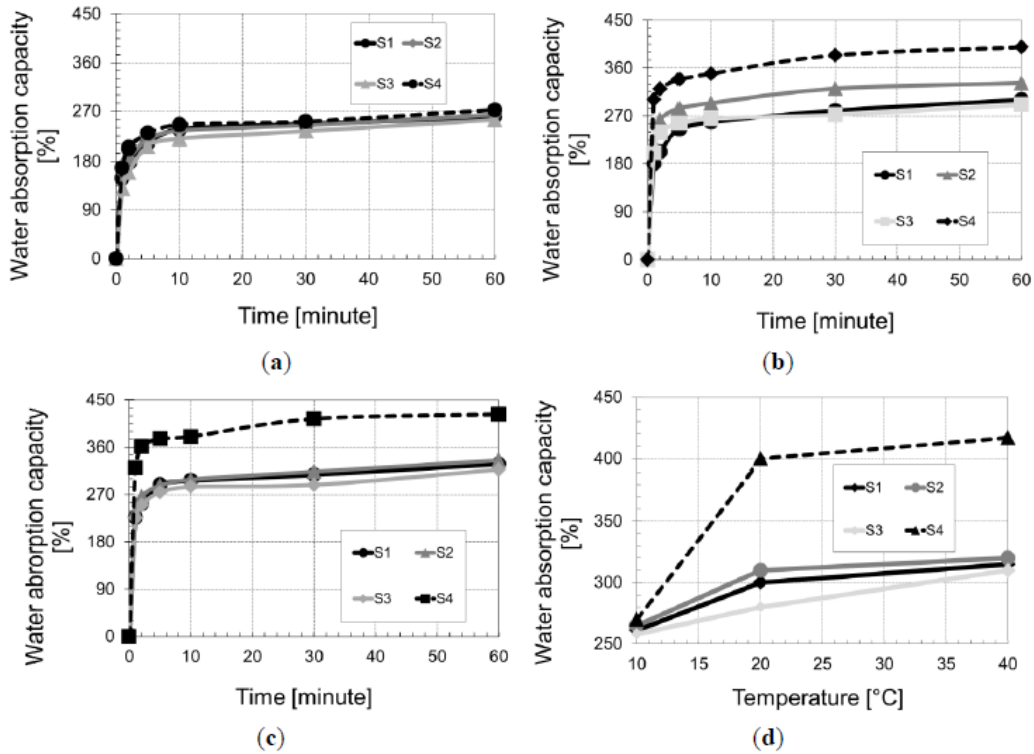 450
360
270
180
90
0
Water absorption capacity
[%]
S1 S2
S3 S4
0 10 20 30 40 50 60
Time [minute]
(a)
450
360
270
180
90
0
Water absorption capacity
[%]
S1 S2
S3 S4
0 10 20 30 40 50 60
Time [minute]
(b)
450
360
270
180
90
0
Water abrorption capacity
[%]
S1 S2
S3 S4
0 10 20 30 40 50 60
Time [minute]
(c)
450
400
350
300
250
Water absorption capacity
[%]
S1 S2
S3 S4
10 15 20 25 30 35 40
Temperature [°C]
(d)